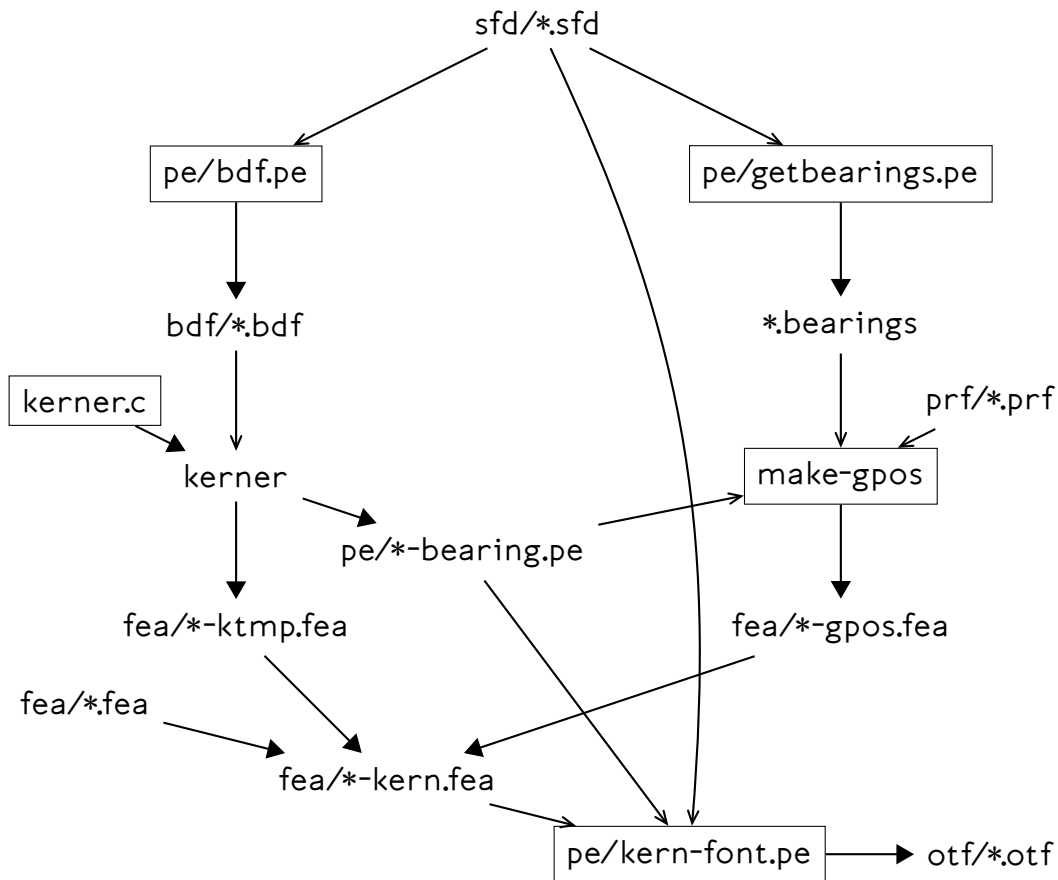 sfd/*.sfd
pe/bdf.pe
pe/getbearings.pe
bdf/*.bdf
*.bearings
kerner.c
prf/*.prf
kerner
make-gpos
pe/*-bearing.pe
fea/*-ktmp.fea
fea/*-gpos.fea
fea/*.fea
fea/*-kern.fea
pe/kern-font.pe
otf/*.otf